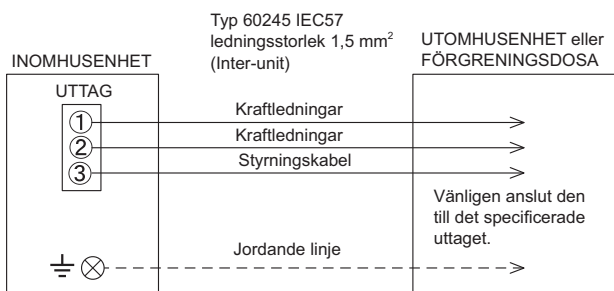 Typ 60245 IEC57
ledningsstorlek 1,5 mm²
(Inter-unit)
INOMHUSENHET
UTOMHUSENHET eller
FÖRGRENINGSDOSA
UTTAG
1
Kraftledningar
2
Kraftledningar
3
Styrningskabel
Vänligen anslut den
till det specificerade
uttaget.
Jordande linje